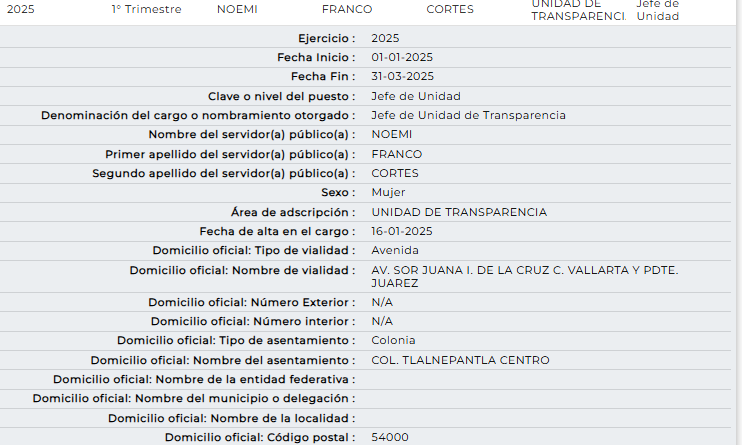 2025 1° Trimestre NOEMI FRANCO CORTES UNIDAD DE TRANSPARENCI. Jefe de Unidad
Ejercicio : 2025
Fecha Inicio : 01-01-2025
Fecha Fin : 31-03-2025
Clave o nivel del puesto : Jefe de Unidad
Denominación del cargo o nombramiento otorgado : Jefe de Unidad de Transparencia
Nombre del servidor(a) público(a) : NOEMI
Primer apellido del servidor(a) público(a) : FRANCO
Segundo apellido del servidor(a) público(a) : CORTES
Sexo : Mujer
Área de adscripción : UNIDAD DE TRANSPARENCIA
Fecha de alta en el cargo : 16-01-2025
Domicilio oficial: Tipo de vialidad : Avenida
Domicilio oficial: Nombre de vialidad : AV. SOR JUANA I. DE LA CRUZ C. VALLARTA Y PDTE.
JUAREZ
Domicilio oficial: Número Exterior : N/A
Domicilio oficial: Número interior : N/A
Domicilio oficial: Tipo de asentamiento : Colonia
Domicilio oficial: Nombre del asentamiento : COL. TLALNEPANTLA CENTRO
Domicilio oficial: Nombre de la entidad federativa :
Domicilio oficial: Nombre del municipio o delegación :
Domicilio oficial: Nombre de la localidad :
Domicilio oficial: Código postal : 54000